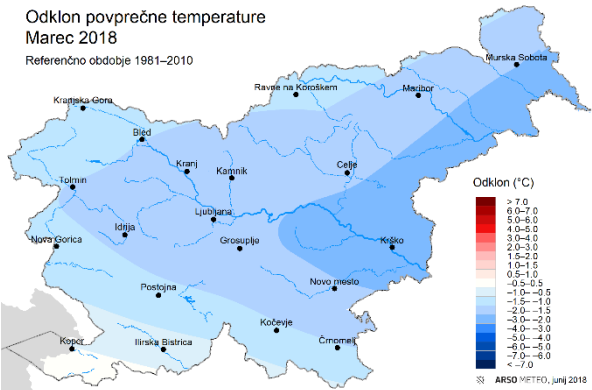 Odklon povprečne temperature
Marec 2018
Referenčno obdobje 1981–2010
Murska Sobota
Ravne na Koroškem
Maribor
Kranjska Gora
Bled
Kranj
Kamnik
Celje
Tolmin
Ljubljana
Idrija
Grosuplje
Nova Gorica
Krško
Postojna
Novo mesto
Kočevje
Koper
Ilirska Bistrica
Črnomelj
Odklon (°C)
> 7.0
6.0–7.0
5.0–6.0
4.0–5.0
3.0–4.0
2.0–3.0
1.5–2.0
1.0–1.5
0.5–1.0
-0.5–0.5
-1.0– -0.5
-1.5– -1.0
-2.0– -1.5
-3.0– -2.0
-4.0– -3.0
-5.0– -4.0
-6.0– -5.0
-7.0– -6.0
< -7.0
ARSO METEO, junij 2018